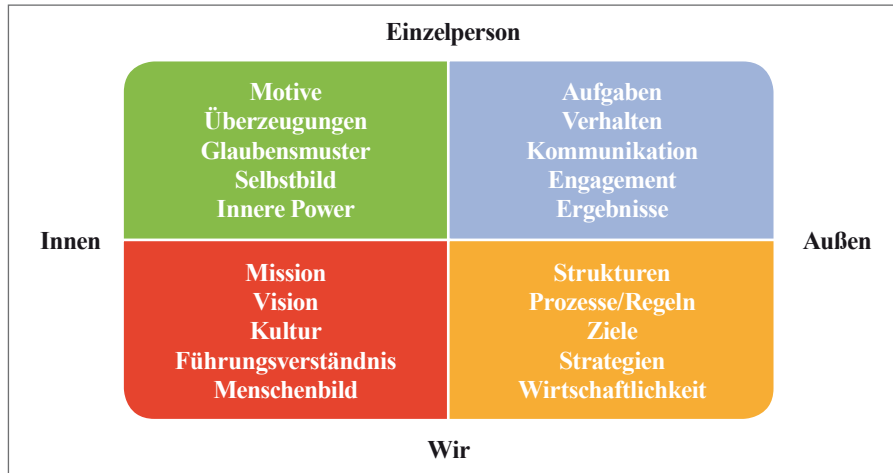 Einzelperson
Motive
Überzeugungen
Glaubensmuster
Selbstbild
Innere Power
Aufgaben
Verhalten
Kommunikation
Engagement
Ergebnisse
Innen
Außen
Mission
Vision
Kultur
Führungsverständnis
Menschenbild
Strukturen
Prozesse/Regeln
Ziele
Strategien
Wirtschaftlichkeit
Wir